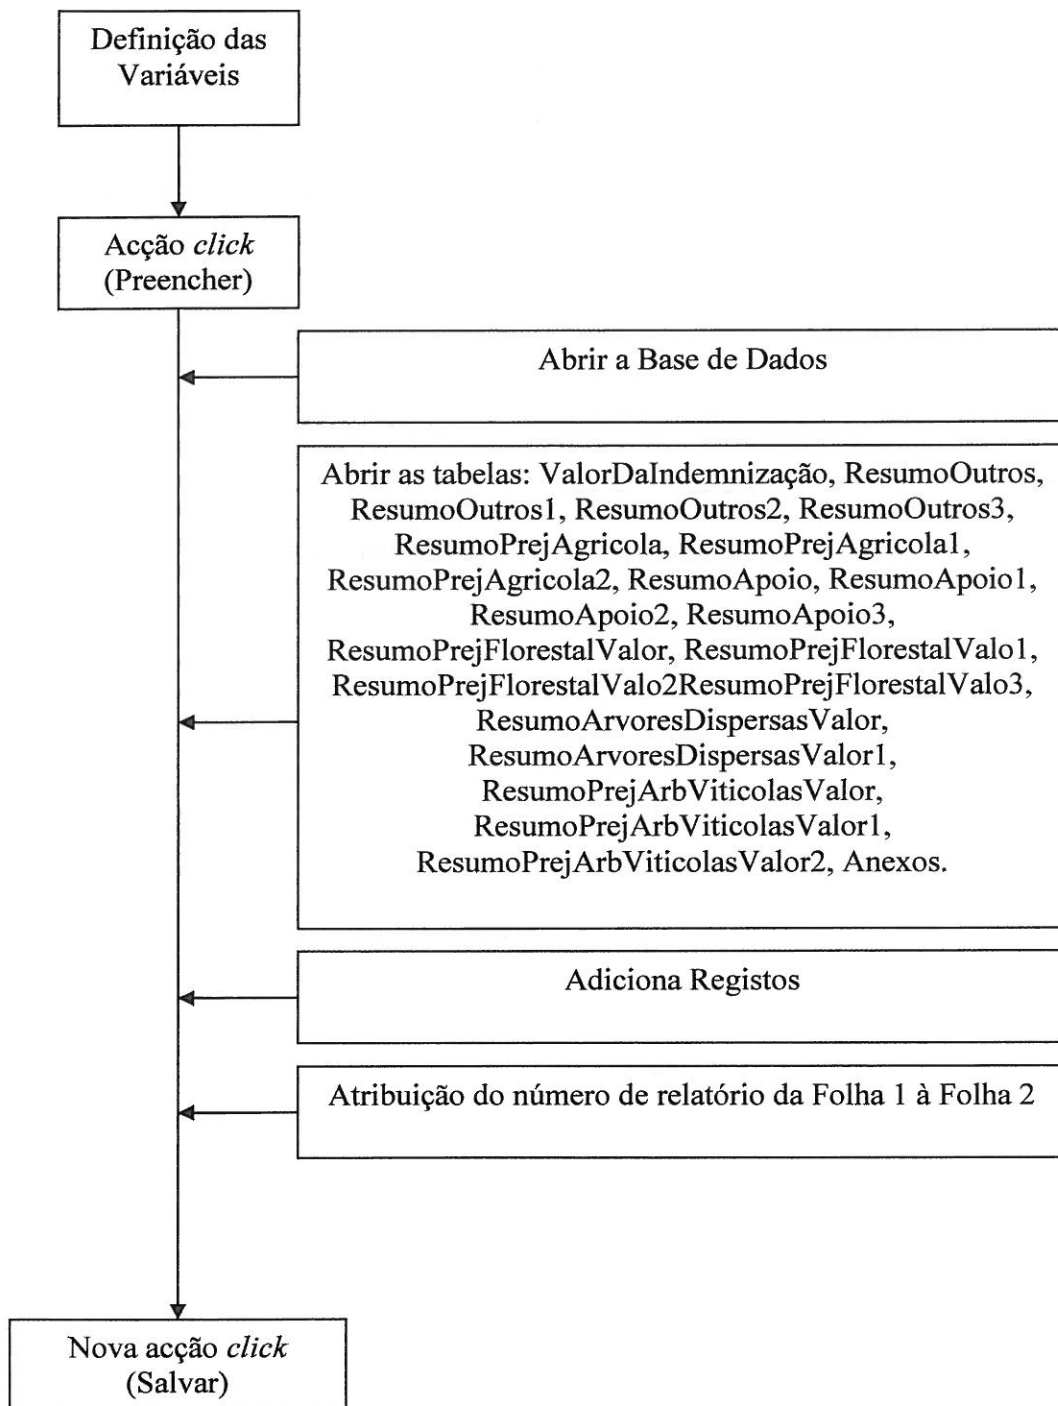 Definição das
Variáveis
Acção click
(Preencher)
Abrir a Base de Dados
Abrir as tabelas: ValorDaIndemnização, ResumoOutros,
ResumoOutros1, ResumoOutros2, ResumoOutros3,
ResumoPrejAgricola, ResumoPrejAgricola1,
ResumoPrejAgricola2, ResumoApoio, ResumoApoio1,
ResumoApoio2, ResumoApoio3,
ResumoPrejFlorestalValor, ResumoPrejFlorestalValo1,
ResumoPrejFlorestalValo2ResumoPrejFlorestalValo3,
ResumoArvoresDispersasValor,
ResumoArvoresDispersasValor1,
ResumoPrejArbViticolasValor,
ResumoPrejArbViticolasValor1,
ResumoPrejArbViticolasValor2, Anexos.
Adiciona Registos
Atribuição do número de relatório da Folha 1 à Folha 2
Nova acção click
(Salvar)